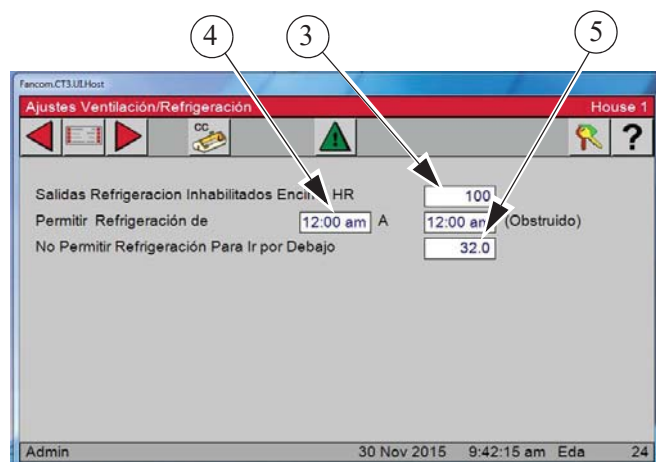 4 3 5
Fancom.CT3.UI.Host
Ajustes Ventilación/Refrigeración House 1
CC
?
Salidas Refrigeracion Inhabilitados Encim HR 100
Permitir Refrigeración de 12:00 am A 12:00 am (Obstruido)
No Permitir Refrigeración Para Ir por Debajo 32.0
Admin 30 Nov 2015 9:42:15 am Eda 24